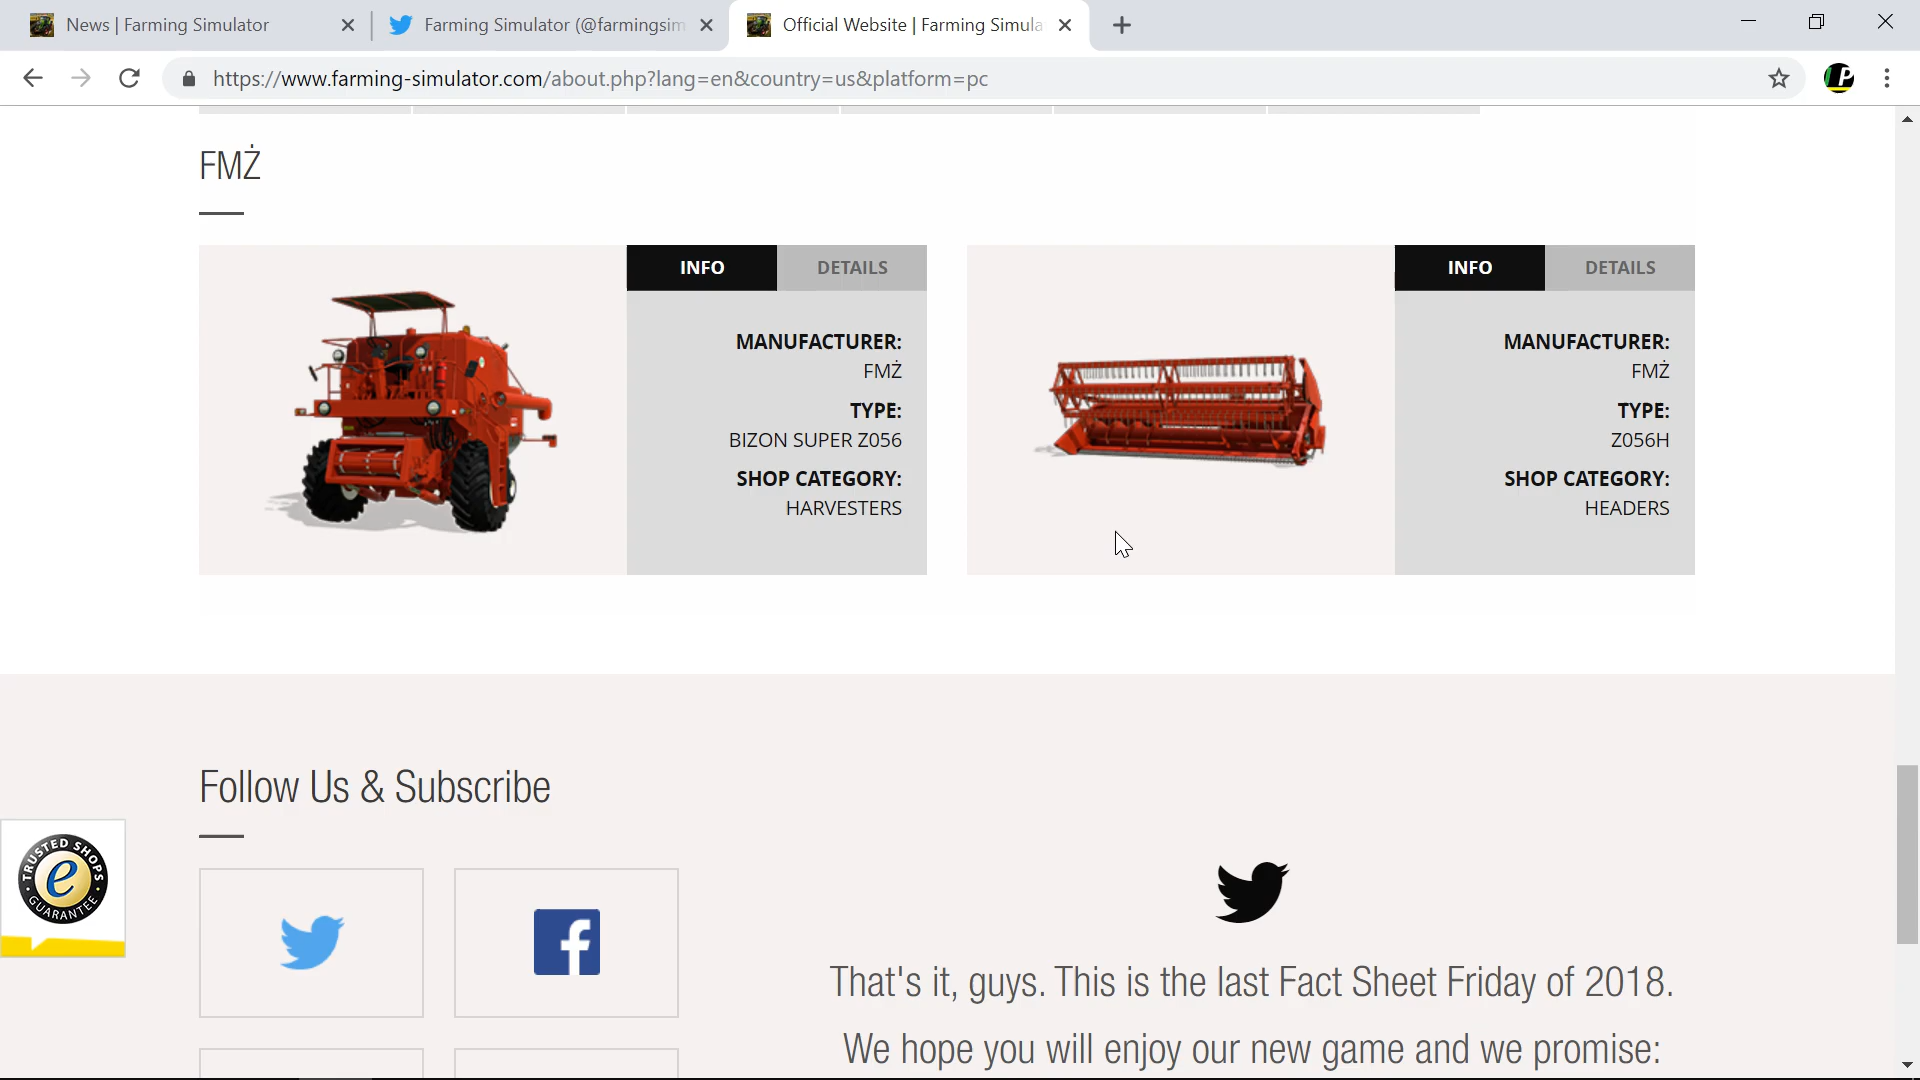 News | Farming Simulator
Farming Simulator (@farmingsim
Official Website | Farming Simula
https://www.farming-simulator.com/about.php?lang=en&country=us&platform=pc
FMŻ
INFO
DETAILS
MANUFACTURER:
FMŻ
TYPE:
BIZON SUPER Z056
SHOP CATEGORY:
HARVESTERS
INFO
DETAILS
MANUFACTURER:
FMŻ
TYPE:
Z056H
SHOP CATEGORY:
HEADERS
Follow Us & Subscribe
TRUSTED SHOPS
e
GUARANTEE
That's it, guys. This is the last Fact Sheet Friday of 2018.
We hope you will enjoy our new game and we promise: